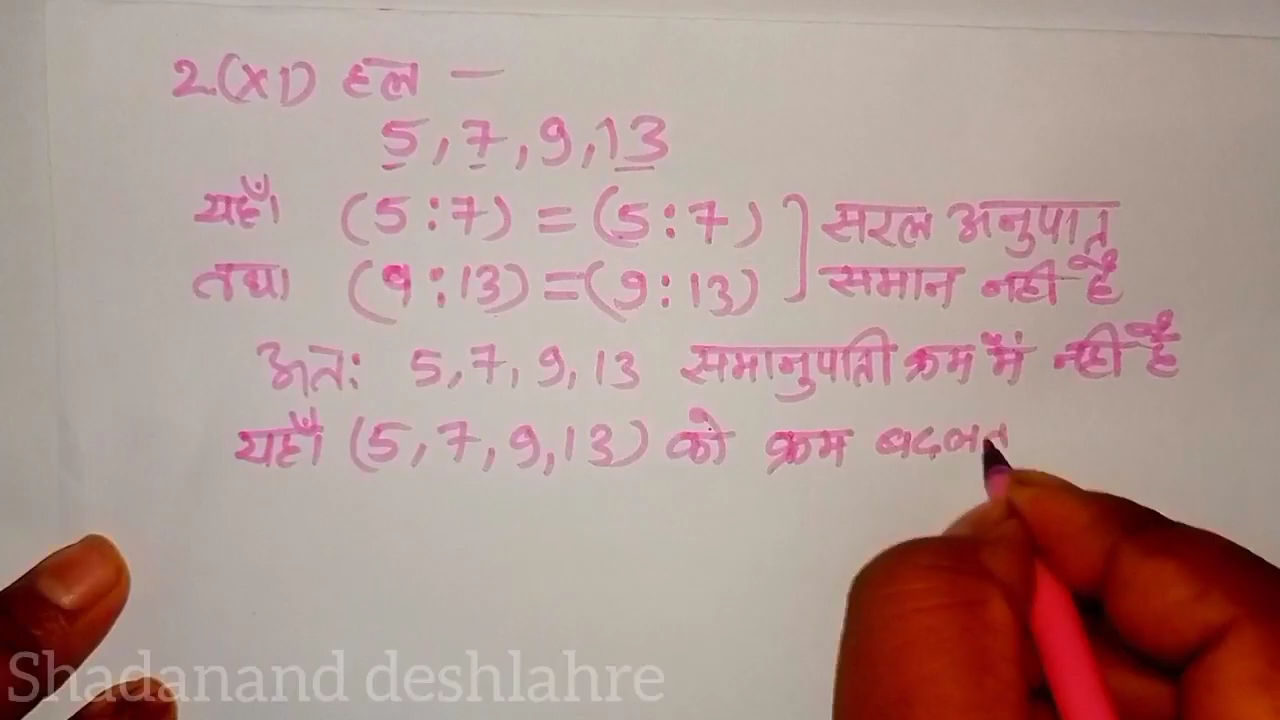 2.(XI) हल —
5, 7, 9, 13
यहाँ (5:7) = (5:7) ] सरल अनुपात
तथा (9:13) = (9:13) समान नहीं है
अतः 5, 7, 9, 13 समानुपाती क्रम में नहीं है
यहाँ (5, 7, 9, 13) को क्रम
Shadanand deshlahre